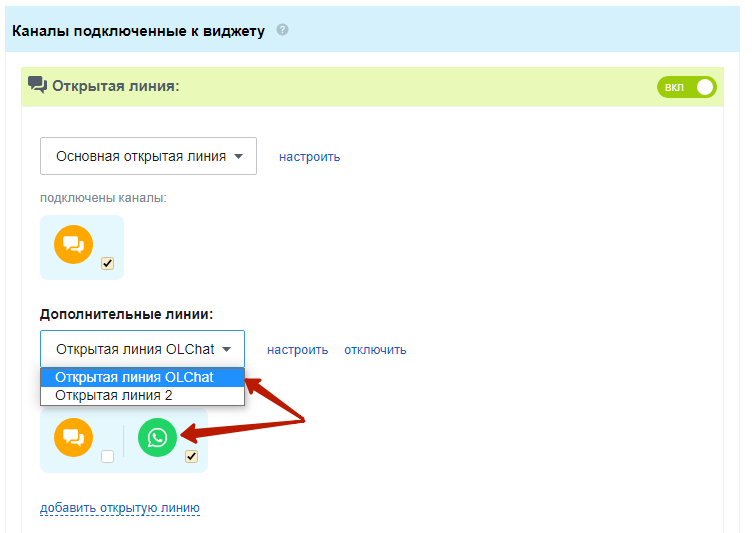 Каналы подключенные к виджету ?
Открытая линия: вкл
Основная открытая линия настроить
подключены каналы:
Дополнительные линии:
Открытая линия OLChat настроить отключить
Открытая линия OLChat
Открытая линия 2
добавить открытую линию